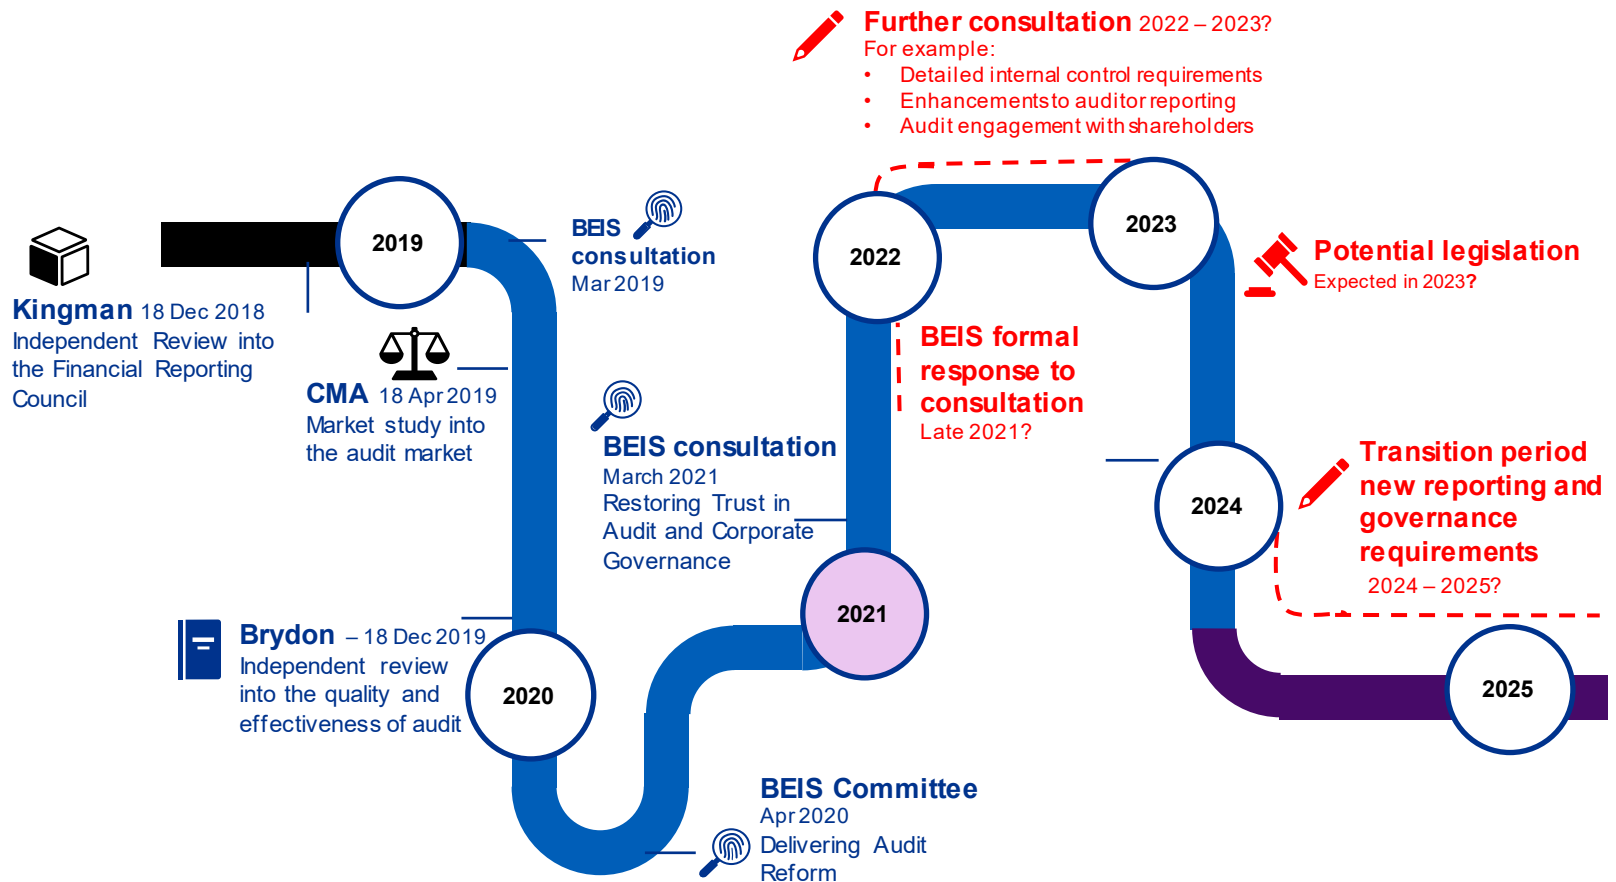 Further consultation 2022 – 2023?
For example:
• Detailed internal control requirements
• Enhancements to auditor reporting
• Audit engagement with shareholders
2019
BEIS
consultation
Mar 2019
2022
2023
Potential legislation
Expected in 2023?
Kingman 18 Dec 2018
Independent Review into
the Financial Reporting
Council
CMA 18 Apr 2019
Market study into
the audit market
BEIS formal
response to
consultation
Late 2021?
BEIS consultation
March 2021
Restoring Trust in
Audit and Corporate
Governance
2024
Transition period
new reporting and
governance
requirements
2024 – 2025?
2021
Brydon – 18 Dec 2019
Independent review
into the quality and
effectiveness of audit
2020
2025
BEIS Committee
Apr 2020
Delivering Audit
Reform